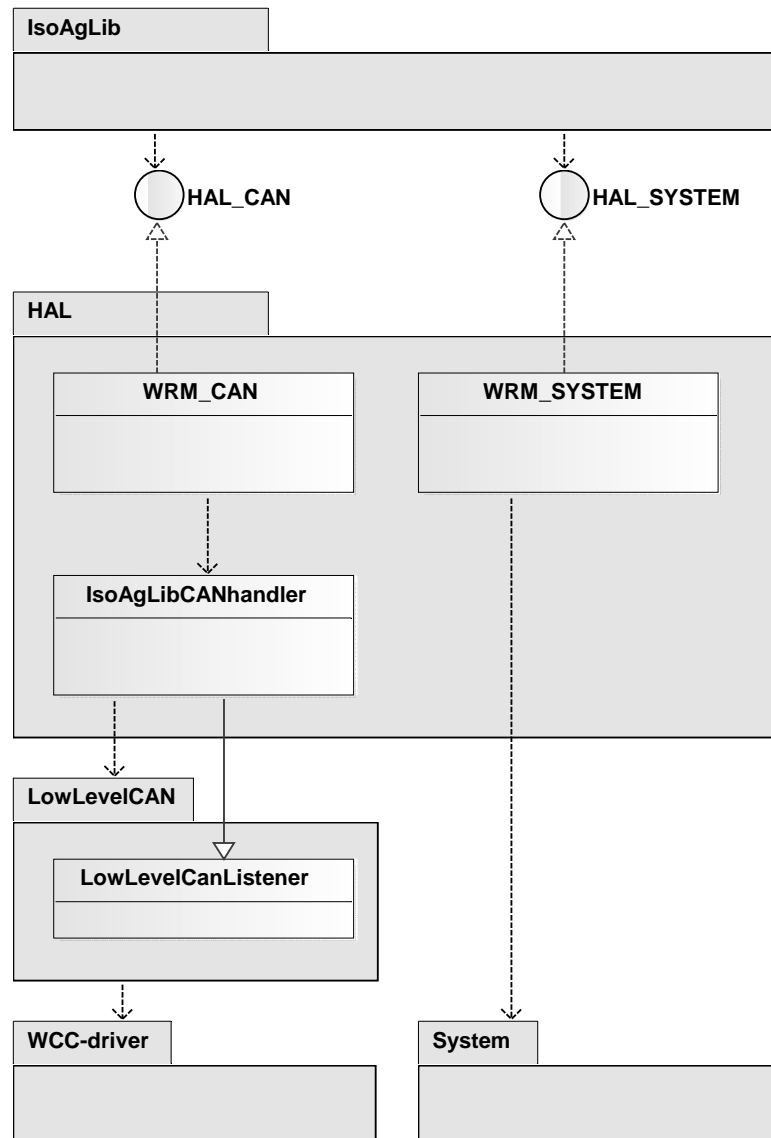 IsoAgLib
HAL_CAN
HAL_SYSTEM
HAL
WRM_CAN
WRM_SYSTEM
IsoAgLibCANhandler
LowLevelCAN
LowLevelCanListener
WCC-driver
System